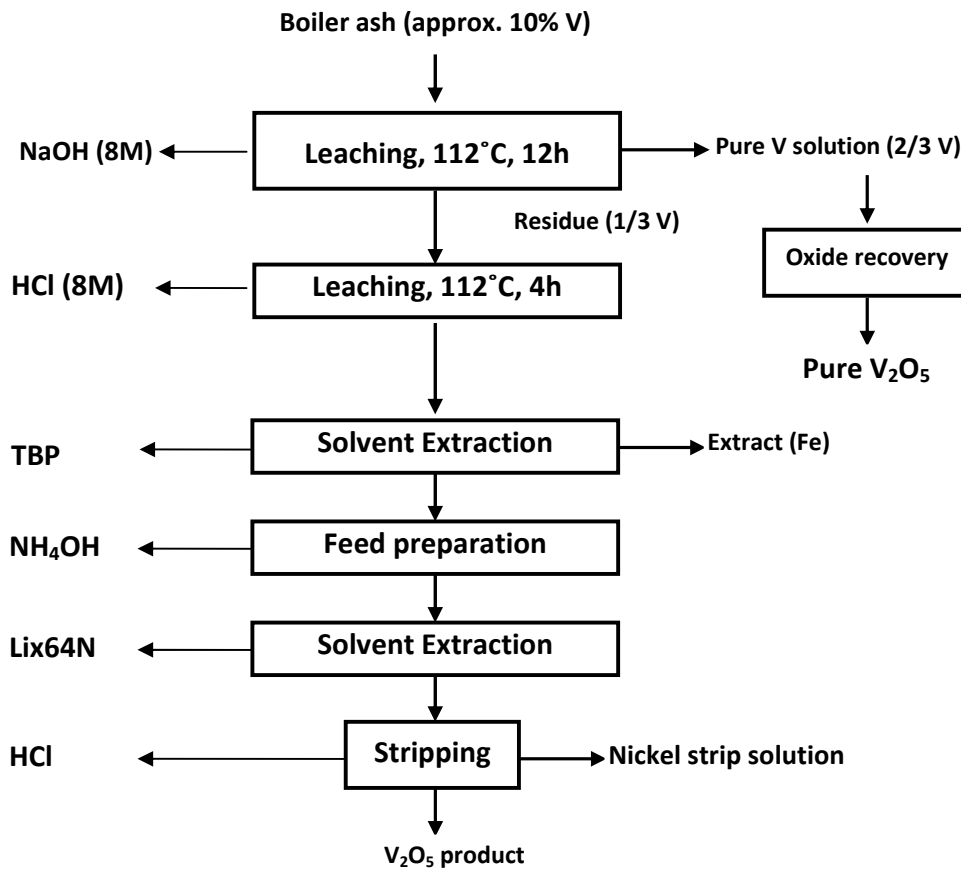 Boiler ash (approx. 10% V)
NaOH (8M)
Leaching, 112˚C, 12h
Pure V solution (2/3 V)
Residue (1/3 V)
Oxide recovery
HCl (8M)
Leaching, 112˚C, 4h
Pure V₂O₅
TBP
Solvent Extraction
Extract (Fe)
NH₄OH
Feed preparation
Lix64N
Solvent Extraction
HCl
Stripping
Nickel strip solution
V₂O₅ product